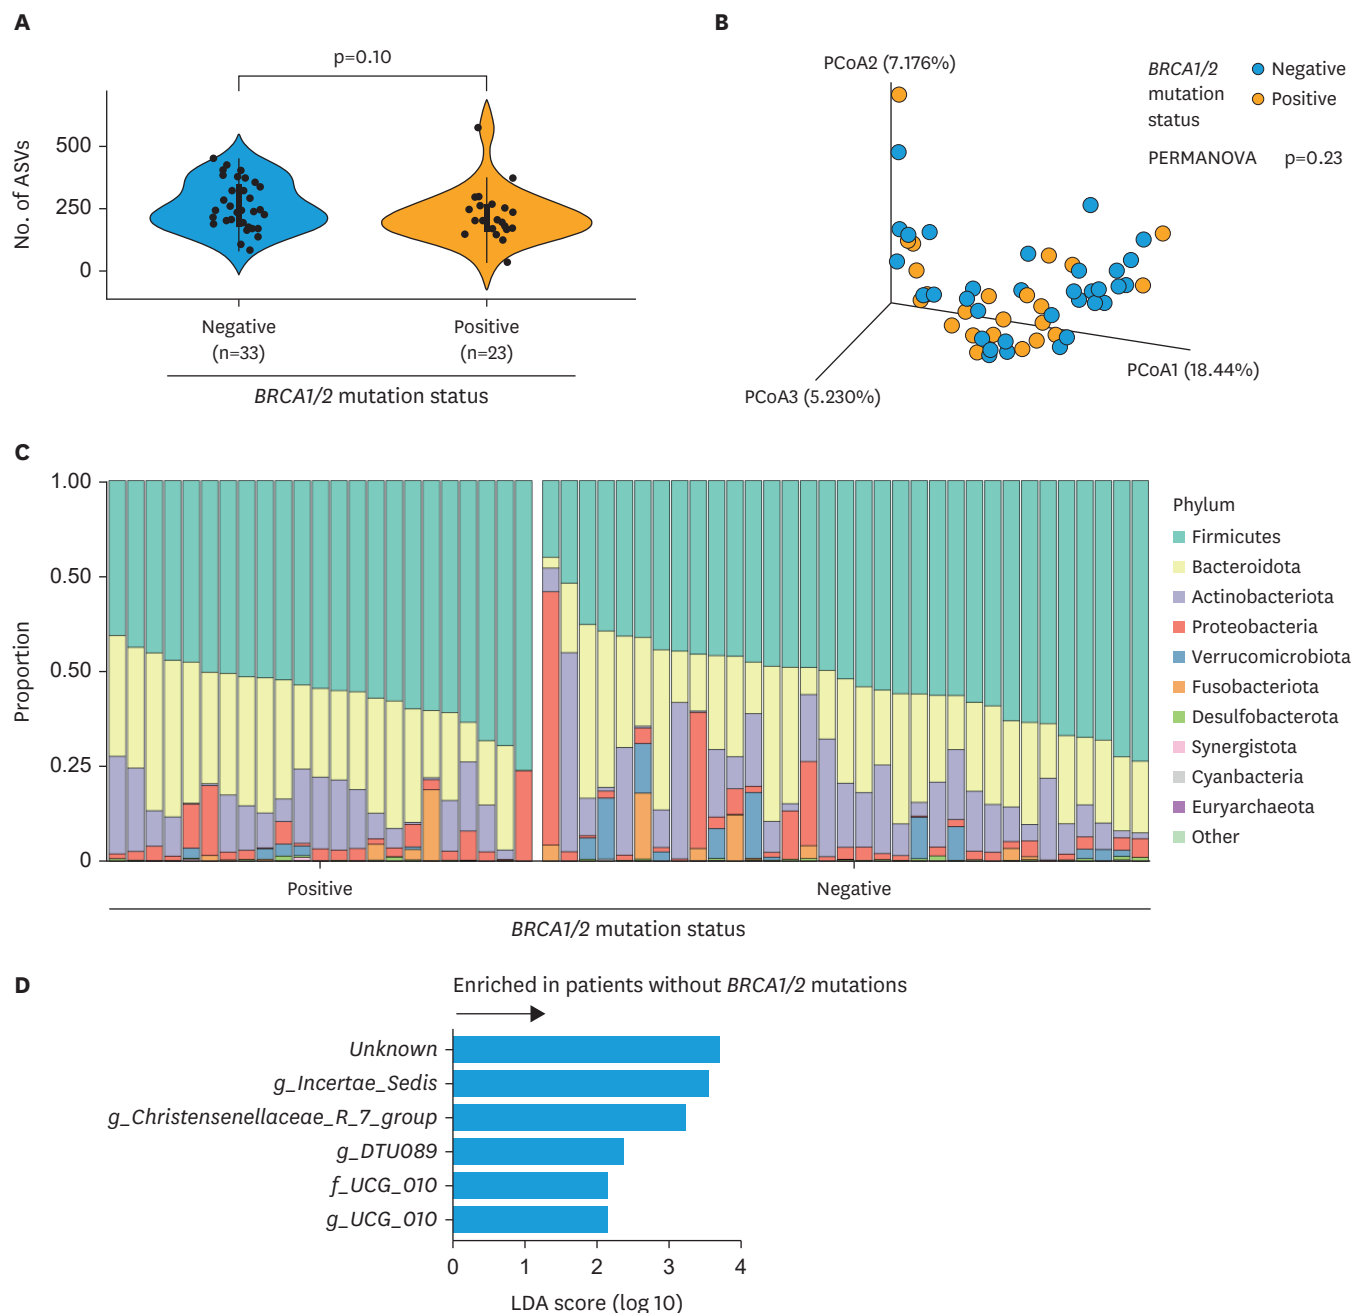 A
p=0.10
No. of ASVs
500
250
0
Negative
(n=33)
Positive
(n=23)
BRCA1/2 mutation status
B
PCoA2 (7.176%)
PCoA1 (18.44%)
PCoA3 (5.230%)
BRCA1/2
mutation
status
Negative
Positive
PERMANOVA p=0.23
C
Proportion
1.00
0.50
0.50
0.25
0
Positive
Negative
BRCA1/2 mutation status
Phylum
Firmicutes
Bacteroidota
Actinobacteriota
Proteobacteria
Verrucomicrobiota
Fusobacteriota
Desulfobacterota
Synergistota
Cyanbacteria
Euryarchaeota
Other
D
Enriched in patients without BRCA1/2 mutations
Unknown
g_Incertae_Sedis
g_Christensenellaceae_R_7_group
g_DTU089
f_UCG_010
g_UCG_010
0 1 2 3 4
LDA score (log 10)